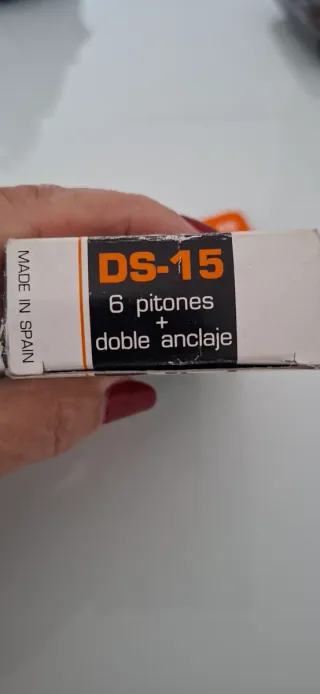 MADE IN SPAIN
DS-15
6 pitones
+
doble anclaje